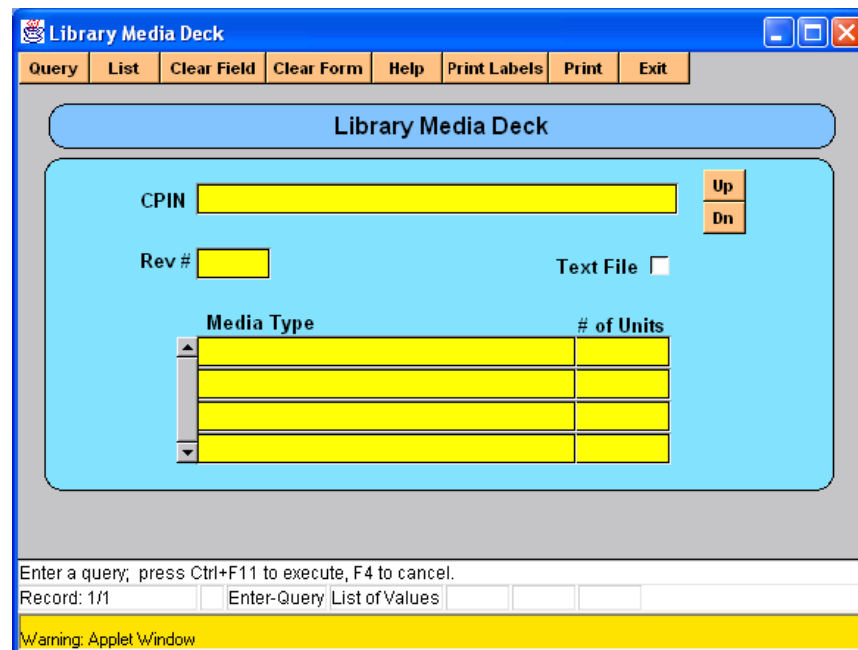 Library Media Deck
Query List Clear Field Clear Form Help Print Labels Print Exit
Library Media Deck
CPIN
Up
Dn
Rev #
Text File
Media Type # of Units
Enter a query; press Ctrl+F11 to execute, F4 to cancel.
Record: 1/1 Enter-Query List of Values
Warning: Applet Window